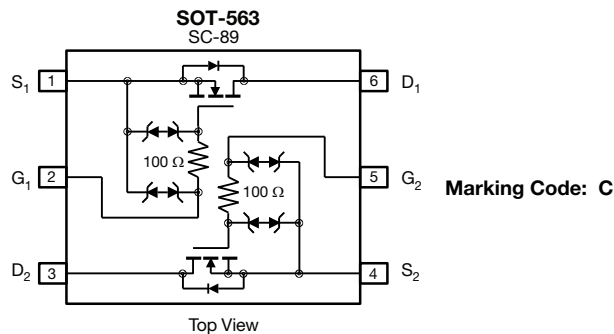 SOT-563
SC-89
S1 1 6 D1
100 Ω
G1 2 5 G2
100 Ω
Marking Code: C
D2 3 4 S2
Top View